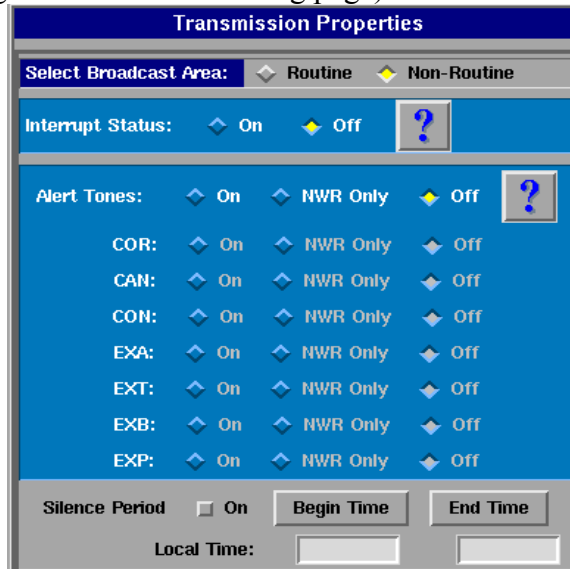 Transmission Properties
Select Broadcast Area: Routine Non-Routine
Interrupt Status: On Off ?
Alert Tones: On NWR Only Off ?
COR: On NWR Only Off
CAN: On NWR Only Off
CON: On NWR Only Off
EXA: On NWR Only Off
EXT: On NWR Only Off
EXB: On NWR Only Off
EXP: On NWR Only Off
Silence Period On Begin Time End Time
Local Time: